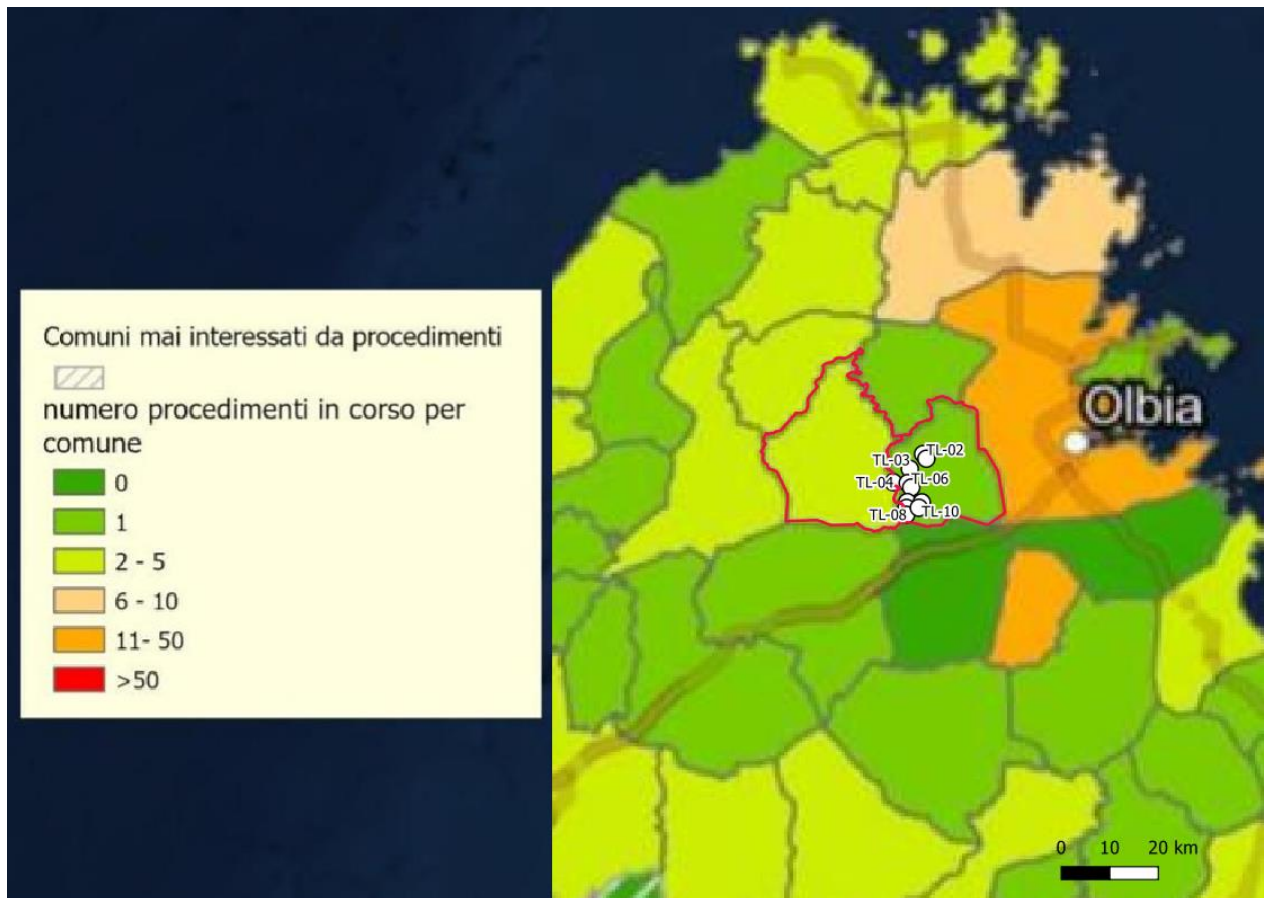 Comuni mai interessati da procedimenti
numero procedimenti in corso per
comune
0
1
2 - 5
6 - 10
11- 50
>50
Olbia
TL-02
TL-03
TL-06
TL-04
TL-08
TL-10
0 10 20 km